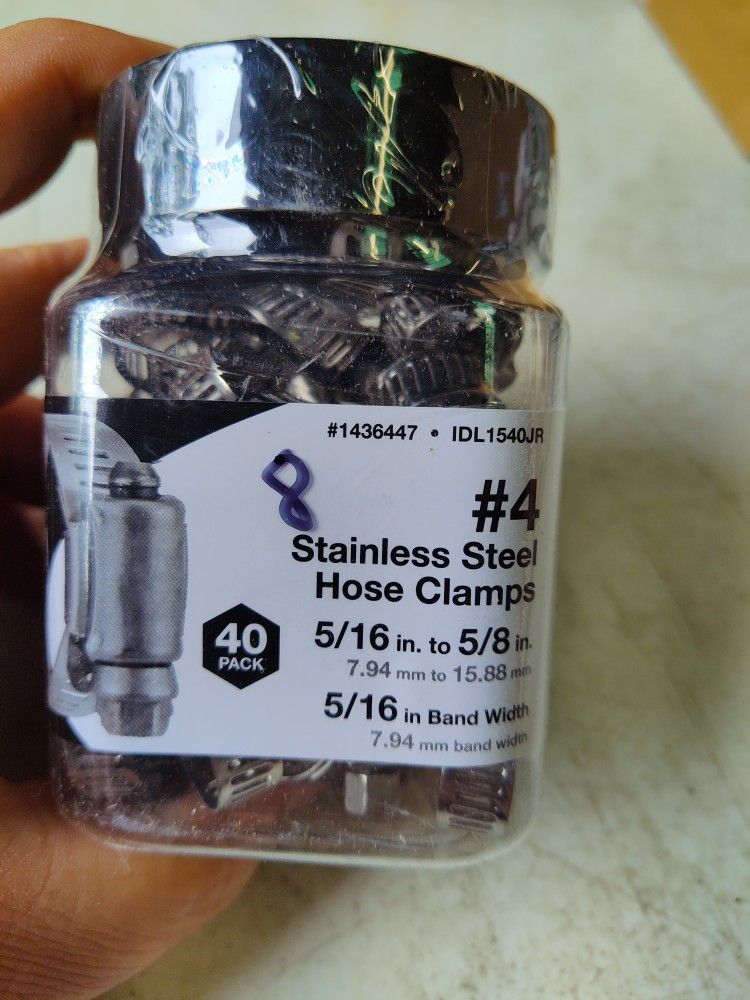 #1436447 • IDL1540JR
8
#4
Stainless Steel
Hose Clamps
40
PACK
5/16 in. to 5/8 in.
7.94 mm to 15.88 mm
5/16 in Band Width
7.94 mm band width